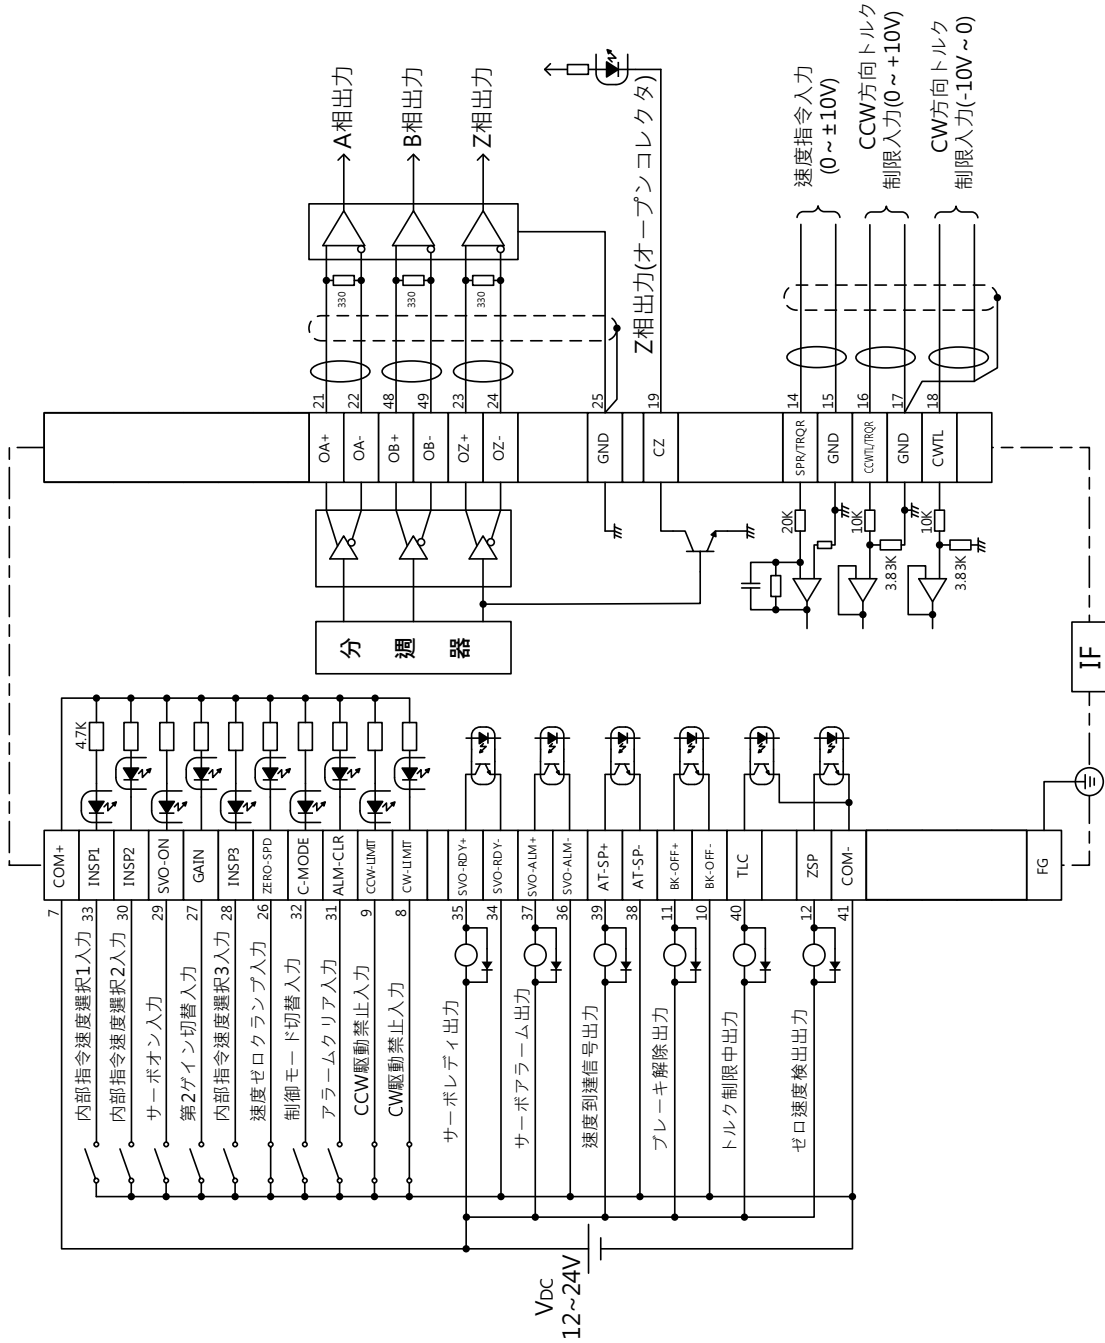 VDC
12~24V
7
COM+
内部指令速度選択1入力
33
INSP1
4.7K
内部指令速度選択2入力
30
INSP2
サーボオン入力
29
SVO-ON
第2ゲイン切替入力
27
GAIN
内部指令速度選択3入力
28
INSP3
速度ゼロクランプ入力
26
ZERO-SPD
制御モード切替入力
32
C-MODE
アラームクリア入力
31
ALM-CLR
CCW駆動禁止入力
9
CCW-LIMIT
CW駆動禁止入力
8
CW-LIMIT
サーボレディ出力
35
SVO-RDY+
34
SVO-RDY-
サーボアラーム出力
37
SVO-ALM+
36
SVO-ALM-
速度到達信号出力
39
AT-SP+
38
AT-SP-
ブレーキ解除出力
11
BK-OFF+
10
BK-OFF-
トルク制限中出力
40
TLC
ゼロ速度検出出力
12
ZSP
41
COM-
FG
IF
分週器
OA+
21
330
A相出力
OA-
22
OB+
48
330
B相出力
OB-
49
OZ+
23
330
Z相出力
OZ-
24
GND
25
CZ
19
Z相出力(オープンコレクタ)
20K
SPR/TRQR
14
速度指令入力
(0 ~ ±10V)
GND
15
10K
3.83K
CCWTL/TRQR
16
CCW方向トルク
制限入力(0 ~ +10V)
GND
17
10K
3.83K
CWTL
18
CW方向トルク
制限入力(-10V ~ 0)